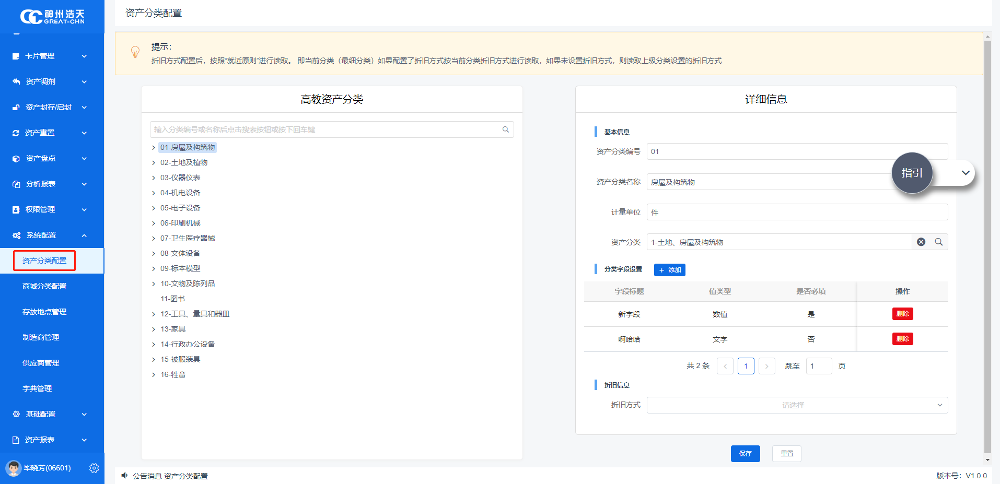 神州浩天
GREAT-CHN
卡片管理
资产调剂
资产封存/启封
资产重置
资产盘点
分析报表
权限管理
系统配置
资产分类配置
商城分类配置
存放地点管理
制造商管理
供应商管理
字典管理
基础配置
资产报表
毕晓芳(06601)
资产分类配置
提示：
折旧方式配置后，按照“就近原则”进行读取。 即当前分类（最细分类）如果配置了折旧方式按当前分类折旧方式进行读取，如果未设置折旧方式，则读取上级分类设置的折旧方式
高教资产分类
输入分类编号或名称后点击搜索按钮或按下回车键
01-房屋及构筑物
02-土地及植物
03-仪器仪表
04-机电设备
05-电子设备
06-印刷机械
07-卫生医疗器械
08-文体设备
09-标本模型
10-文物及陈列品
11-图书
12-工具、量具和器皿
13-家具
14-行政办公设备
15-被服装具
16-牲畜
详细信息
基本信息
资产分类编号 01
资产分类名称 房屋及构筑物
指引
计量单位 件
资产分类 1-土地、房屋及构筑物
分类字段设置 + 添加
字段标题 值类型 是否必填 操作
新字段 数值 是 删除
啊哈哈 文字 否 删除
共 2 条 1 跳至 1 页
折旧信息
折旧方式 请选择
保存 重置
公告消息 资产分类配置
版本号：V1.0.0